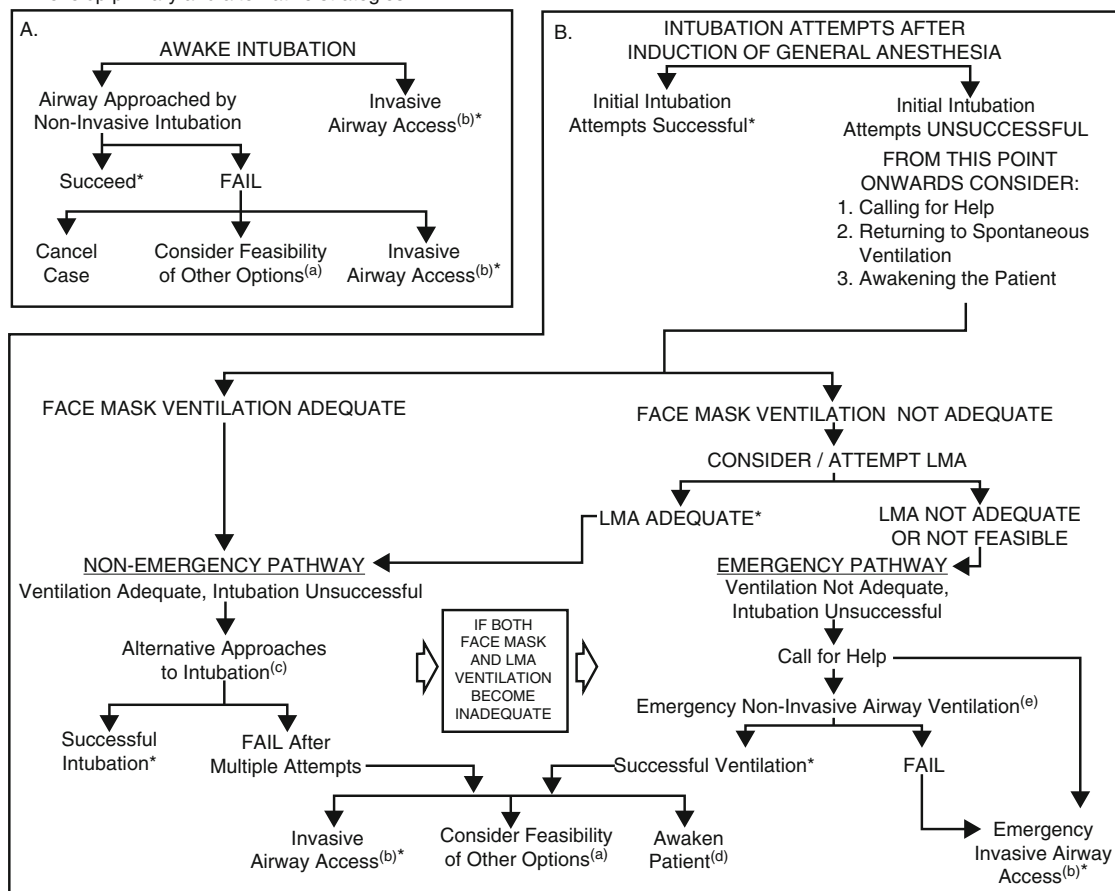 A.
AWAKE INTUBATION
Airway Approached by
Non-Invasive Intubation
Invasive
Airway Access(b)*
Succeed*
FAIL
Cancel
Case
Consider Feasibility
of Other Options(a)
Invasive
Airway Access(b)*
B.
INTUBATION ATTEMPTS AFTER
INDUCTION OF GENERAL ANESTHESIA
Initial Intubation
Attempts Successful*
Initial Intubation
Attempts UNSUCCESSFUL
FROM THIS POINT
ONWARDS CONSIDER:
1. Calling for Help
2. Returning to Spontaneous
Ventilation
3. Awakening the Patient
FACE MASK VENTILATION ADEQUATE
FACE MASK VENTILATION NOT ADEQUATE
CONSIDER / ATTEMPT LMA
LMA ADEQUATE*
LMA NOT ADEQUATE
OR NOT FEASIBLE
NON-EMERGENCY PATHWAY
Ventilation Adequate, Intubation Unsuccessful
EMERGENCY PATHWAY
Ventilation Not Adequate,
Intubation Unsuccessful
Alternative Approaches
to Intubation(c)
IF BOTH
FACE MASK
AND LMA
VENTILATION
BECOME
INADEQUATE
Call for Help
Emergency Non-Invasive Airway Ventilation(e)
Successful
Intubation*
FAIL After
Multiple Attempts
Successful Ventilation*
FAIL
Invasive
Airway Access(b)*
Consider Feasibility
of Other Options(a)
Awaken
Patient(d)
Emergency
Invasive Airway
Access(b)*